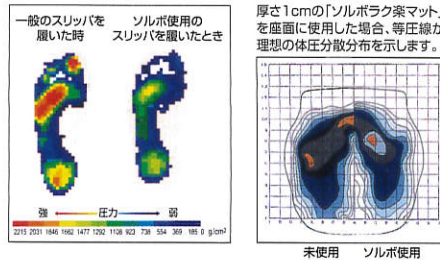 一般のスリッパを
履いた時
ソルボ使用の
スリッパを履いたとき
強 圧力 弱
2215 2031 1846 1662 1477 1292 1108 923 738 554 369 185 0 g/cm²
厚さ1cmの「ソルボラク楽マット」
を座面に使用した場合、等圧線が
理想の体圧分散分布を示します。
未使用 ソルボ使用